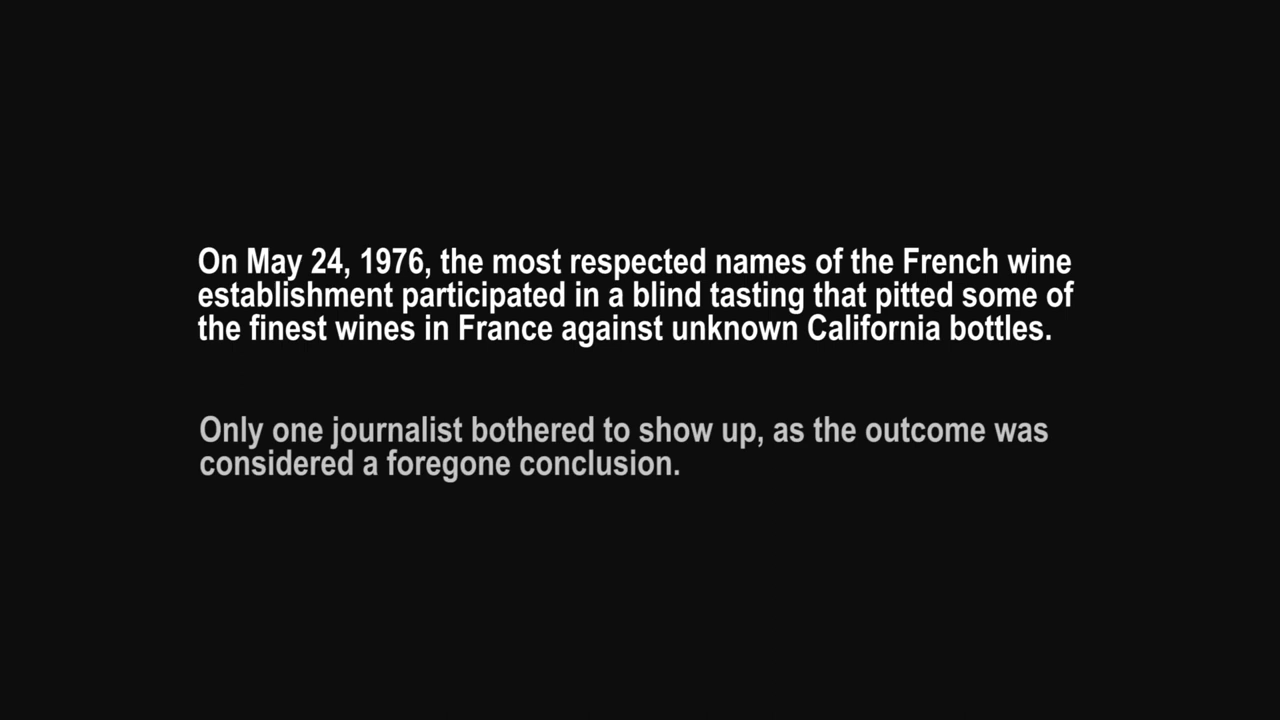 On May 24, 1976, the most respected names of the French wine
establishment participated in a blind tasting that pitted some of
the finest wines in France against unknown California bottles.
Only one journalist bothered to show up, as the outcome was
considered a foregone conclusion.